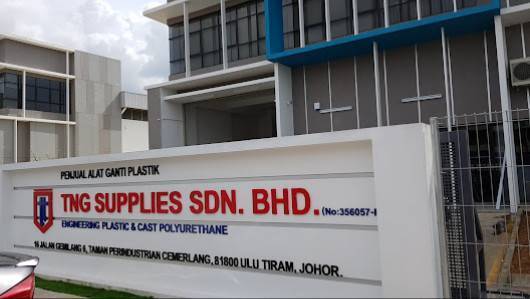 PENJUAL ALAT GANTI PLASTIK
TNG SUPPLIES SDN. BHD.
ENGINEERING PLASTIC & CAST POLYURETHANE
16 JALAN GEMILANG 6, TAMAN PERINDUSTRIAN CEMERLANG, 81800 ULU TIRAM, JOHOR.